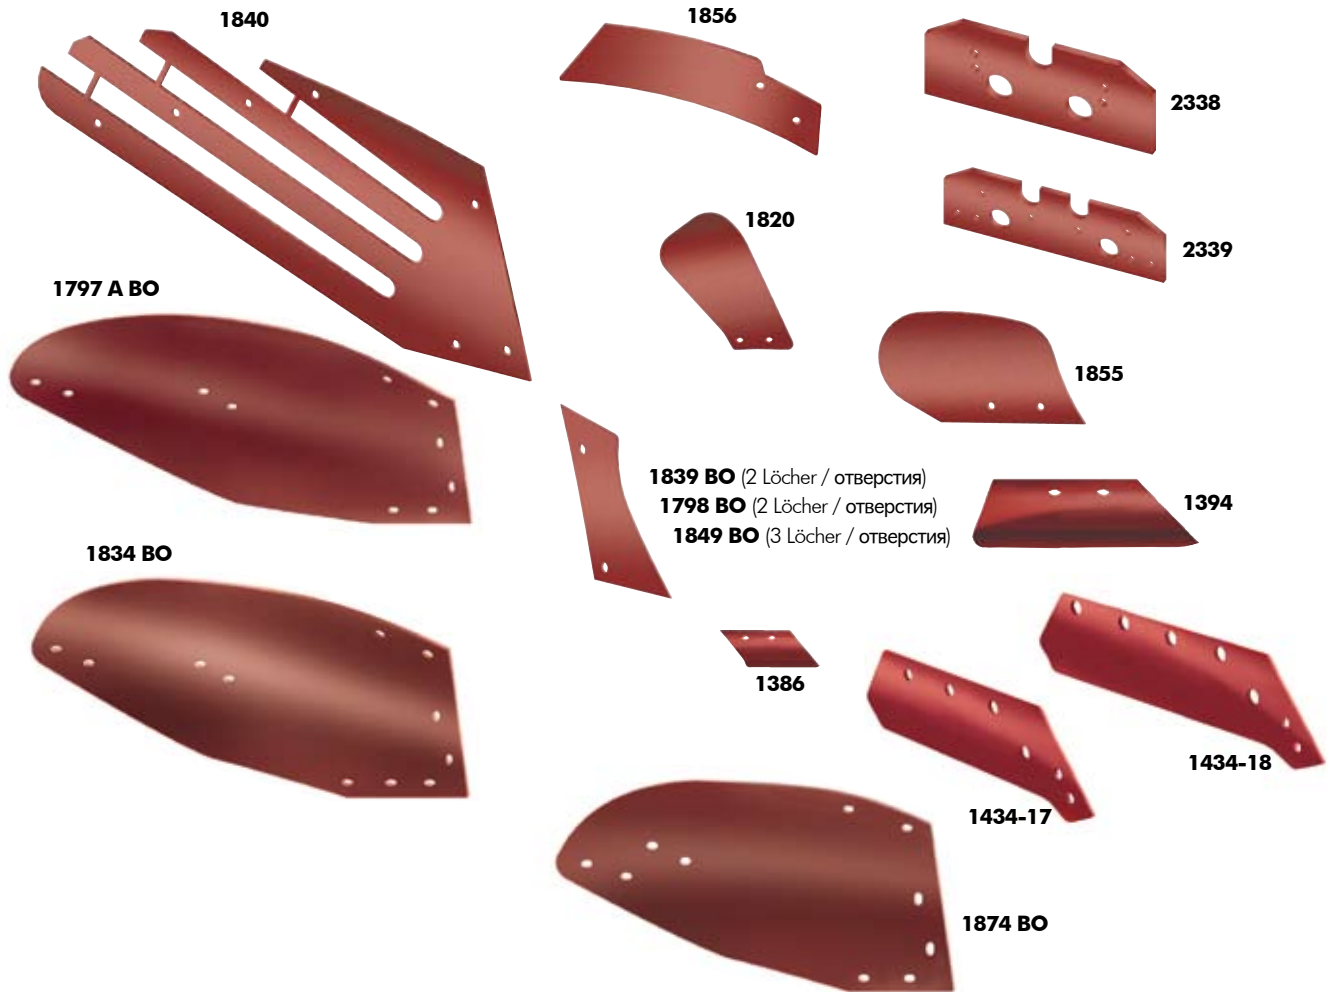 1840
1856
2338
1820
2339
1797 A BO
1855
1839 BO (2 Löcher / отверстия)
1798 BO (2 Löcher / отверстия)
1849 BO (3 Löcher / отверстия)
1394
1834 BO
1386
1434-18
1434-17
1874 BO